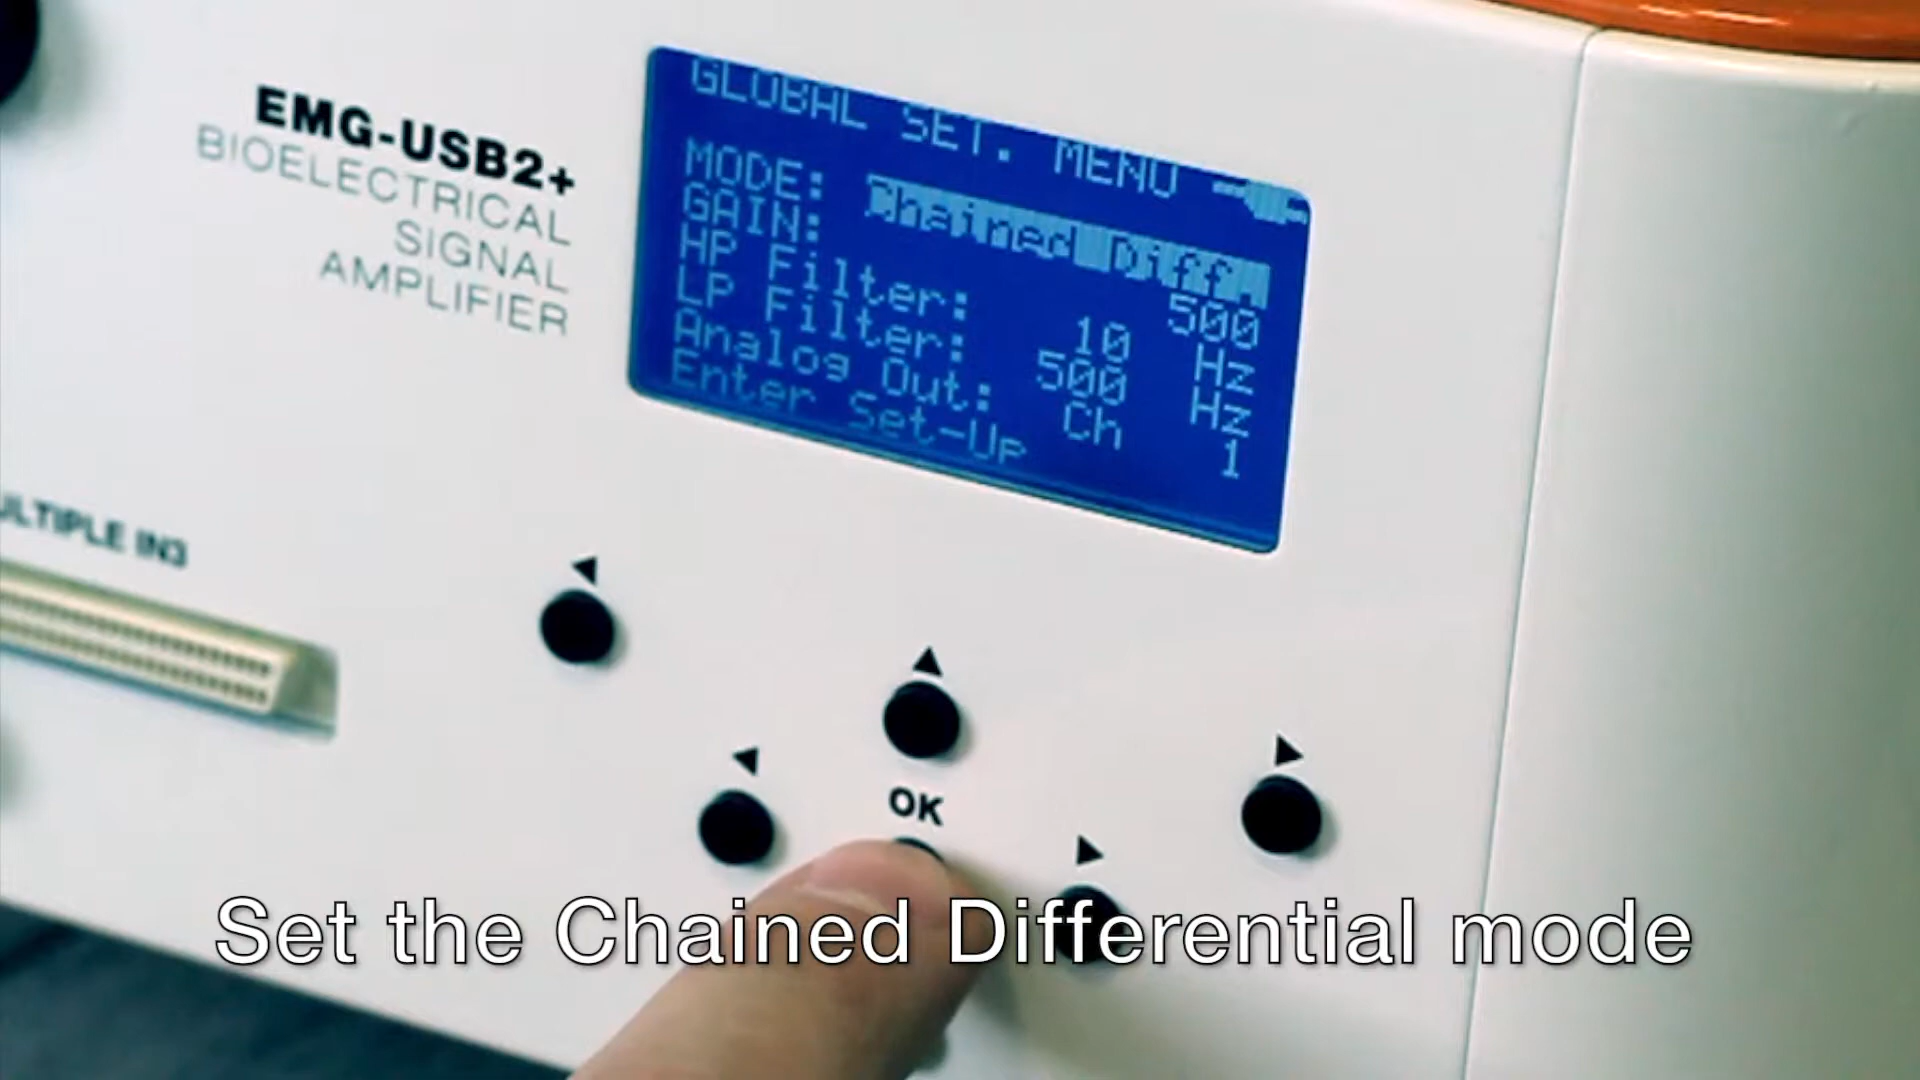 EMG-USB2+
BIOELECTRICAL
SIGNAL
AMPLIFIER
GLOBAL SET. MENU
MODE: Chained Diff.
GAIN: 500
HP Filter: 10 Hz
LP Filter: 500 Hz
Analog Out: Ch 1
Enter Set-Up
ULTIPLE IN3
OK
Set the Chained Differential mode